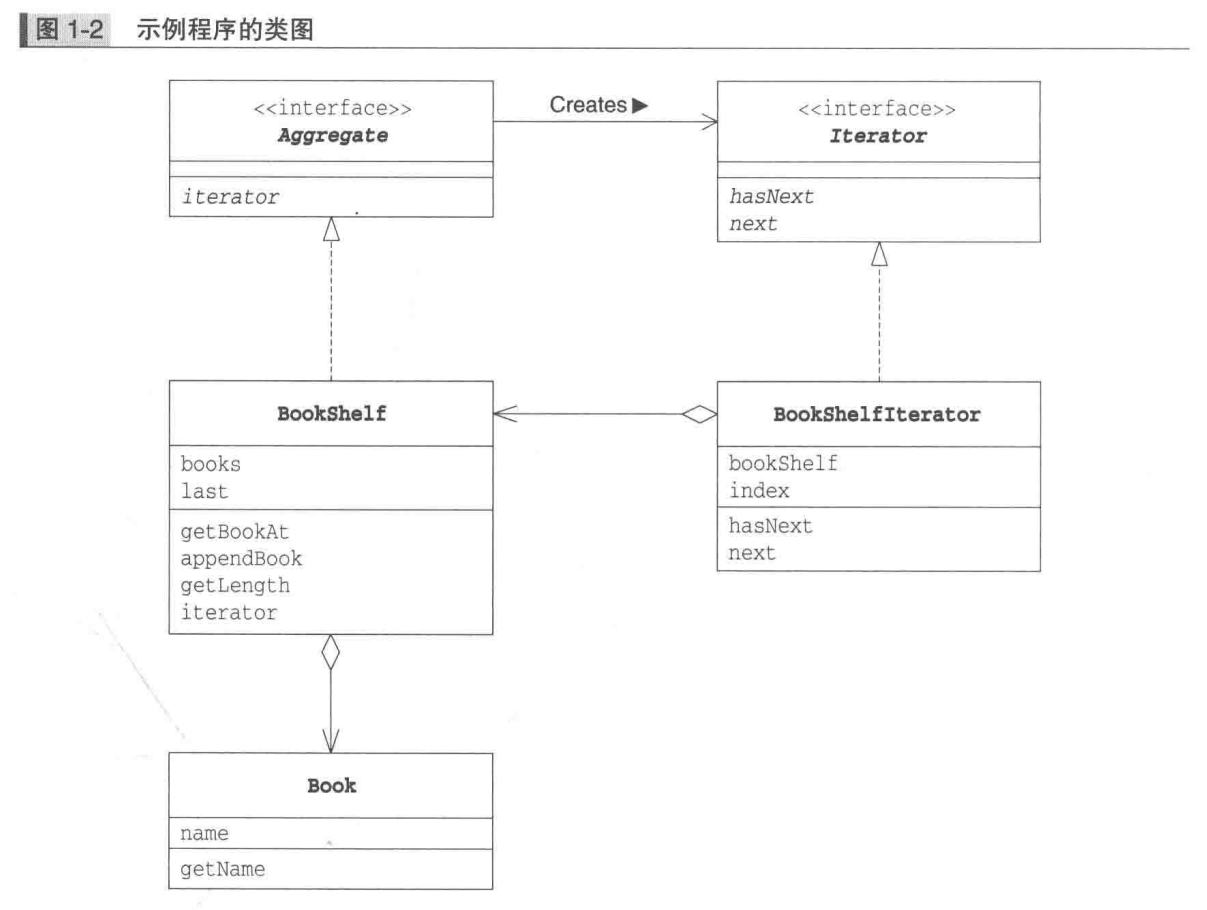 图 1-2 示例程序的类图
<<interface>>
Aggregate
iterator
Creates▶
<<interface>>
Iterator
hasNext
next
BookShelf
books
last
getBookAt
appendBook
getLength
iterator
BookShelfIterator
bookShelf
index
hasNext
next
Book
name
getName